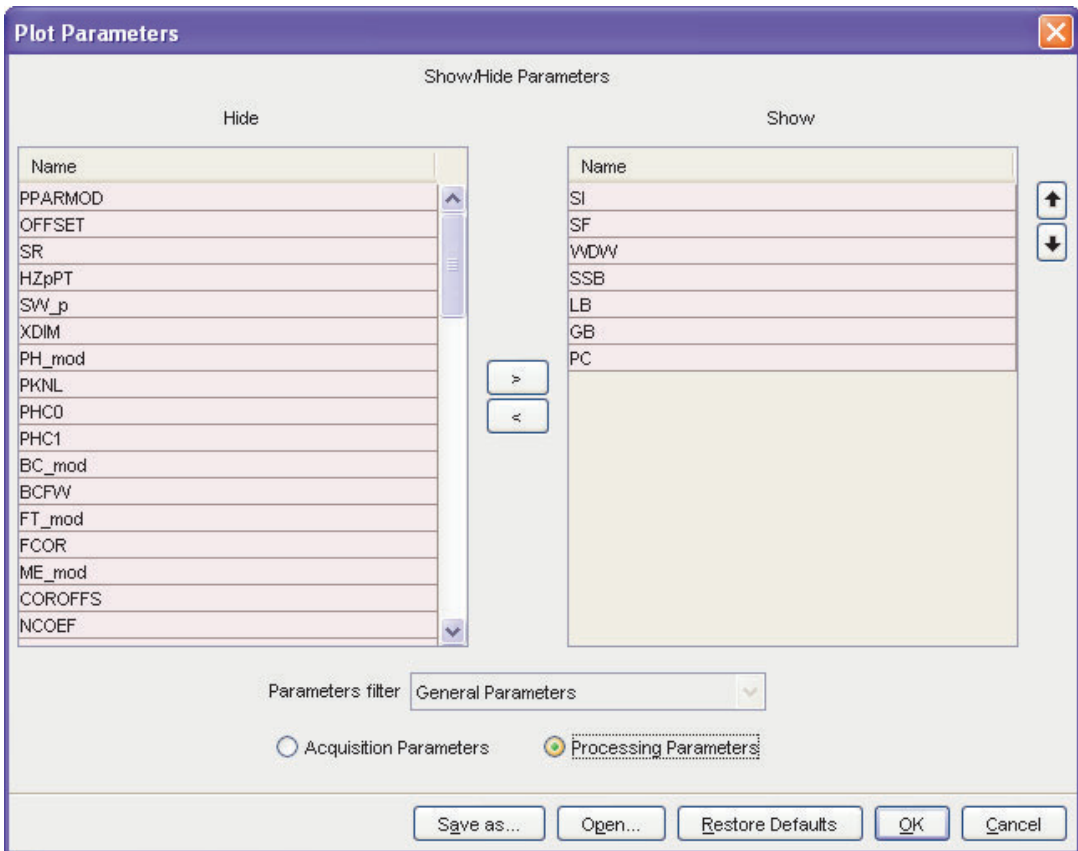 Plot Parameters
Show/Hide Parameters
Hide
Show
Name
PPARMOD
OFFSET
SR
HZpPT
SW_p
XDIM
PH_mod
PKNL
PHC0
PHC1
BC_mod
BCFW
FT_mod
FCOR
ME_mod
COROFFS
NCOEF
>
<
Name
SI
SF
WDW
SSB
LB
GB
PC
Parameters filter General Parameters
Acquisition Parameters Processing Parameters
Save as... Open... Restore Defaults OK Cancel